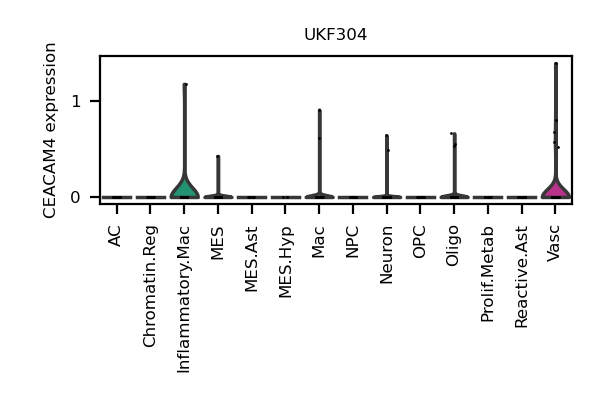 UKF304
CEACAM4 expression
1
0
AC
Chromatin.Reg
Inflammatory.Mac
MES
MES.Ast
MES.Hyp
Mac
NPC
Neuron
OPC
Oligo
Prolif.Metab
Reactive.Ast
Vasc